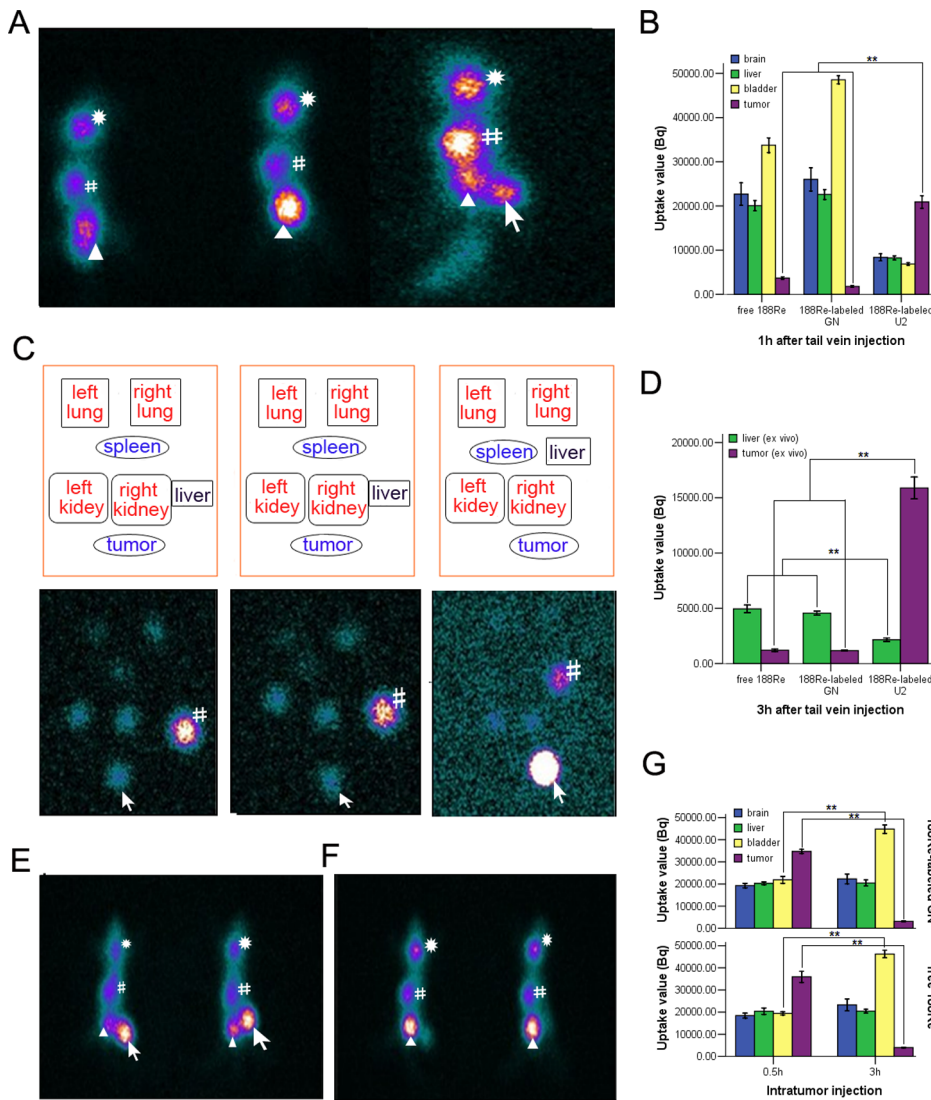 A
B
brain
liver
bladder
tumor
**
50000.00
40000.00
30000.00
20000.00
10000.00
0.00
Uptake value (Bq)
free 188Re
188Re-labeled GN
188Re-labeled U2
1h after tail vein injection
#
#
#
C
left lung
right lung
spleen
left kidey
right kidney
liver
tumor
left lung
right lung
spleen
left kidey
right kidney
liver
tumor
left lung
right lung
spleen
liver
left kidey
right kidney
tumor
#
#
#
D
liver (ex vivo)
tumor (ex vivo)
**
**
20000.00
15000.00
10000.00
5000.00
0.00
Uptake value (Bq)
free 188Re
188Re-labeled GN
188Re-labeled U2
3h after tail vein injection
E
#
#
F
#
#
G
brain
liver
bladder
tumor
**
**
50000.00
40000.00
30000.00
20000.00
10000.00
0.00
Uptake value (Bq)
**
**
50000.00
40000.00
30000.00
20000.00
10000.00
0.00
Uptake value (Bq)
0.5h
3h
Intratumor injection